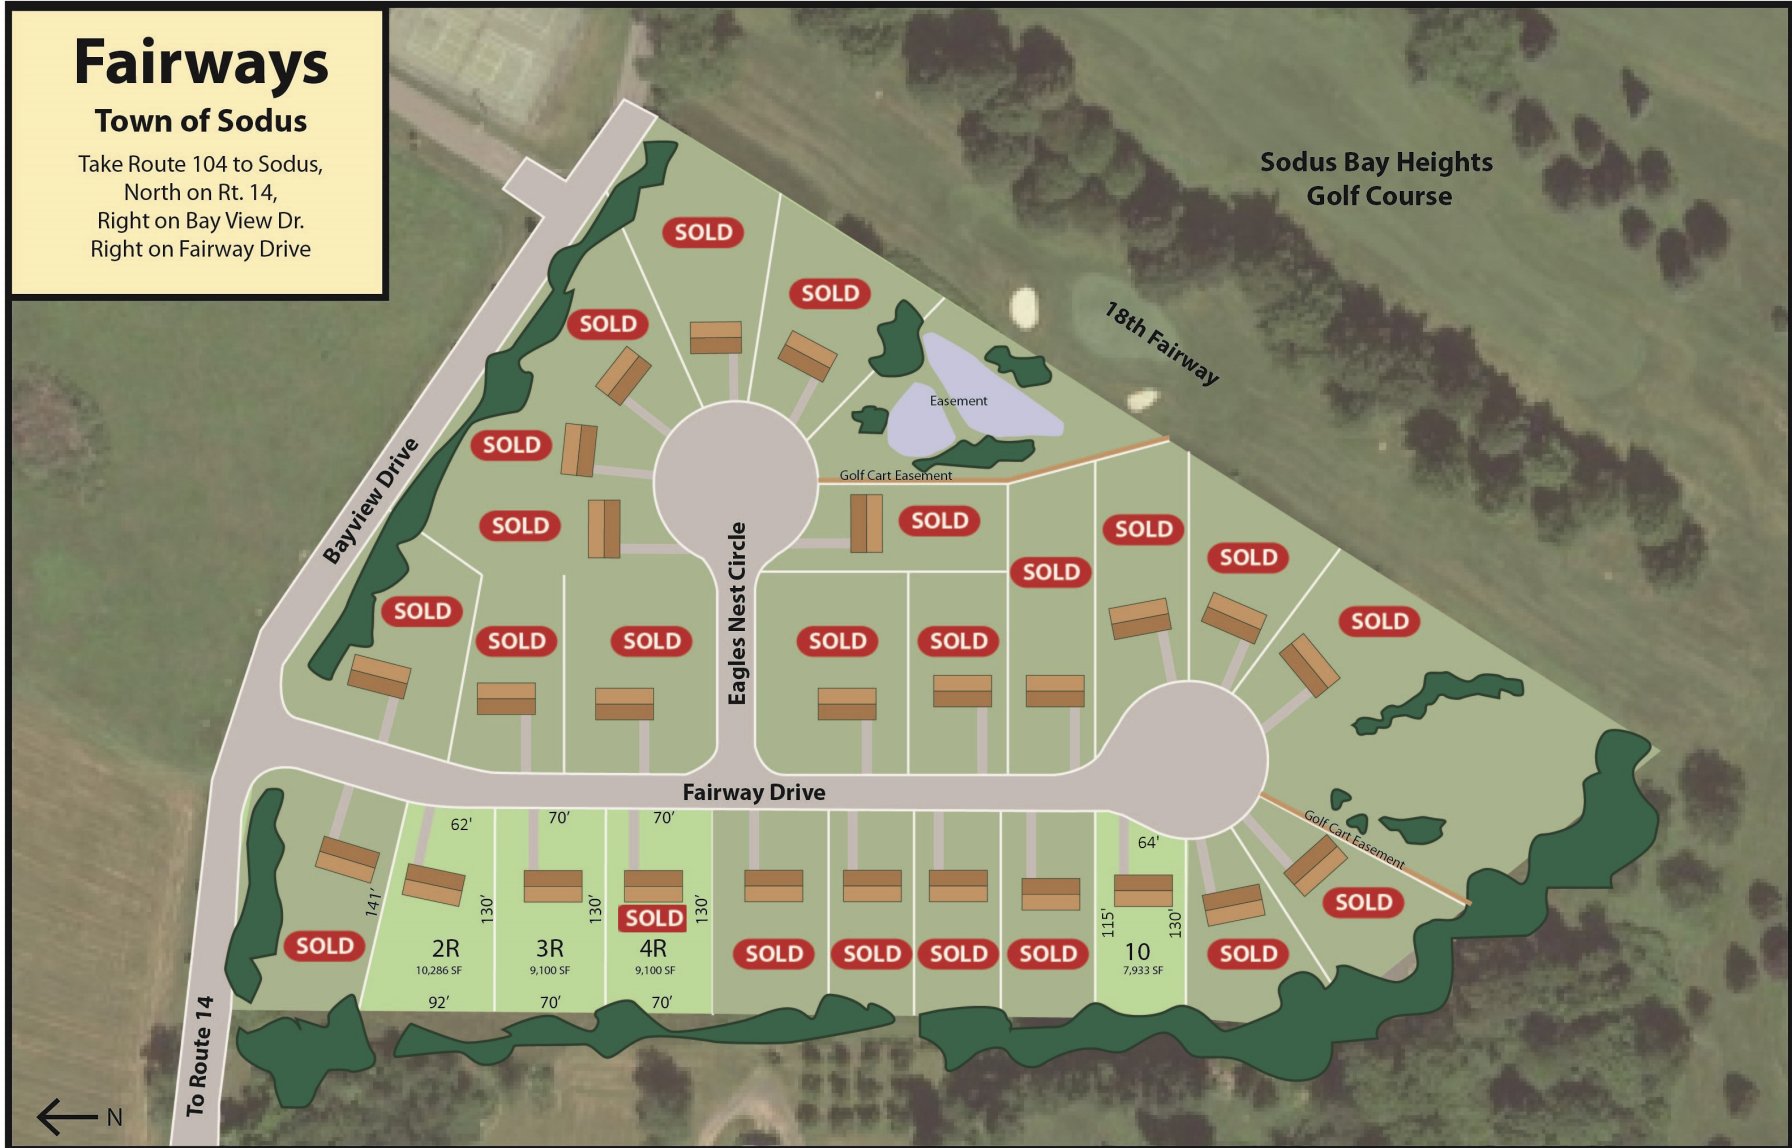 Fairways
Town of Sodus
Take Route 104 to Sodus,
North on Rt. 14,
Right on Bay View Dr.
Right on Fairway Drive
Sodus Bay Heights
Golf Course
18th Fairway
SOLD
SOLD
SOLD
Easement
SOLD
Golf Cart Easement
Bayview Drive
SOLD
SOLD
SOLD
SOLD
SOLD
Eagles Nest Circle
SOLD
SOLD
SOLD
SOLD
SOLD
SOLD
SOLD
Fairway Drive
62'
70'
70'
64'
Golf Cart Easement
141'
130'
130'
130'
115'
130'
SOLD
SOLD
SOLD
2R
10,286 SF
3R
9,100 SF
4R
9,100 SF
SOLD
SOLD
SOLD
SOLD
10
7,933 SF
SOLD
92'
70'
70'
To Route 14
N